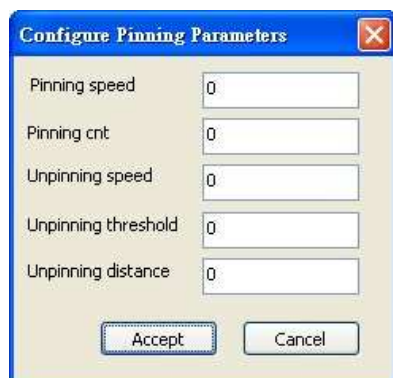 Configure Pinning Parameters
Pinning speed 0
Pinning cnt 0
Unpinning speed 0
Unpinning threshold 0
Unpinning distance 0
Accept Cancel